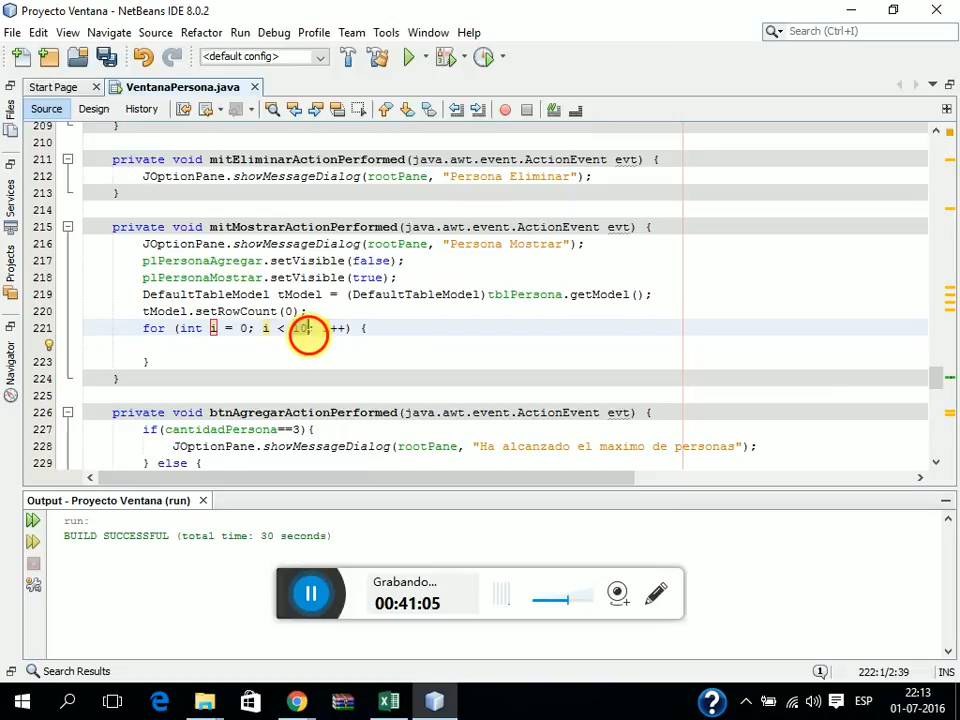 Proyecto Ventana - NetBeans IDE 8.0.2
File Edit View Navigate Source Refactor Run Debug Profile Team Tools Window Help
Search (Ctrl+I)
<default config>
Start Page
VentanaPersona.java
Source Design History
Files
Services
Projects
Navigator
209 }
210
211 private void mitEliminarActionPerformed(java.awt.event.ActionEvent evt) {
212 JOptionPane.showMessageDialog(rootPane, "Persona Eliminar");
213 }
214
215 private void mitMostrarActionPerformed(java.awt.event.ActionEvent evt) {
216 JOptionPane.showMessageDialog(rootPane, "Persona Mostrar");
217 plPersonaAgregar.setVisible(false);
218 plPersonaMostrar.setVisible(true);
219 DefaultTableModel tModel = (DefaultTableModel)tblPersona.getModel();
220 tModel.setRowCount(0);
221 for (int i = 0; i < 10; i++) {
223 }
224 }
225
226 private void btnAgregarActionPerformed(java.awt.event.ActionEvent evt) {
227 if(cantidadPersona==3){
228 JOptionPane.showMessageDialog(rootPane, "Ha alcanzado el maximo de personas");
229 } else {
Output - Proyecto Ventana (run)
run:
BUILD SUCCESSFUL (total time: 30 seconds)
Grabando...
00:41:05
Search Results
1
222:1/2:39
INS
ESP
22:13
01-07-2016